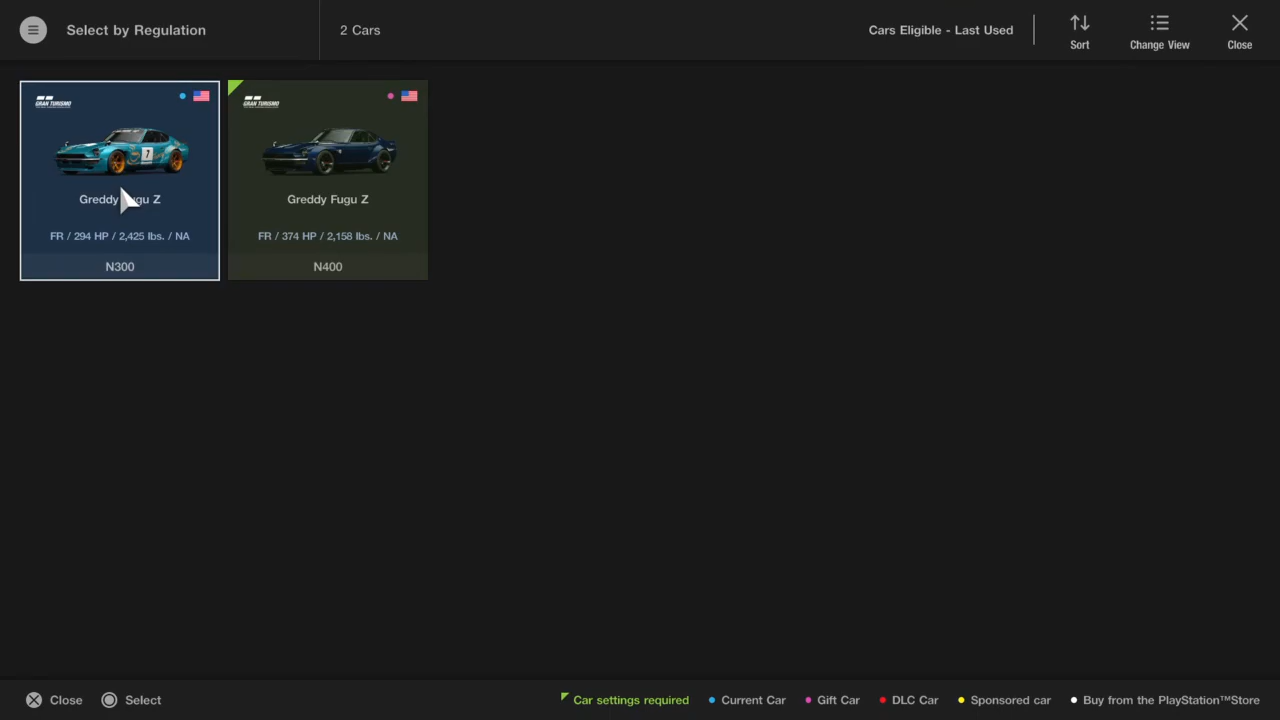 Select by Regulation
2 Cars
Cars Eligible - Last Used
Sort
Change View
Close
GRAN TURISMO
Greddy Fugu Z
FR / 294 HP / 2,425 lbs. / NA
N300
GRAN TURISMO
Greddy Fugu Z
FR / 374 HP / 2,158 lbs. / NA
N400
7
Close
Select
Car settings required
Current Car
Gift Car
DLC Car
Sponsored car
Buy from the PlayStation™Store